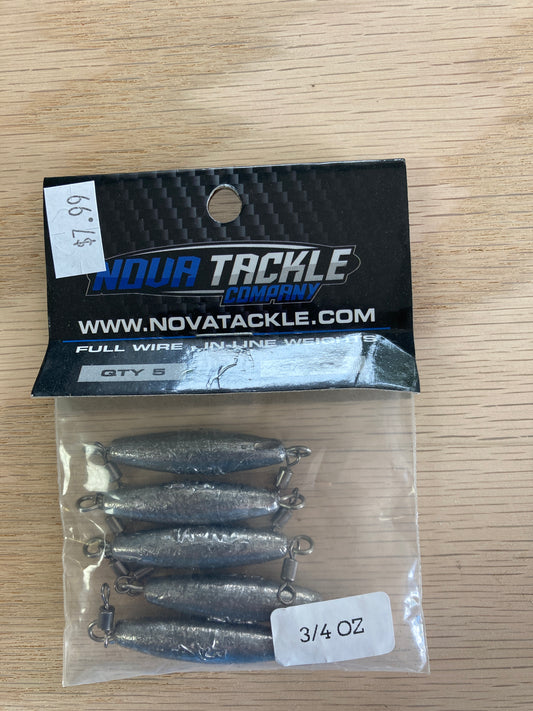 $7.99
NOVA TACKLE
COMPANY
WWW.NOVATACKLE.COM
FULL WIRE IN-LINE WEIGHTS
QTY 5
3/4 OZ